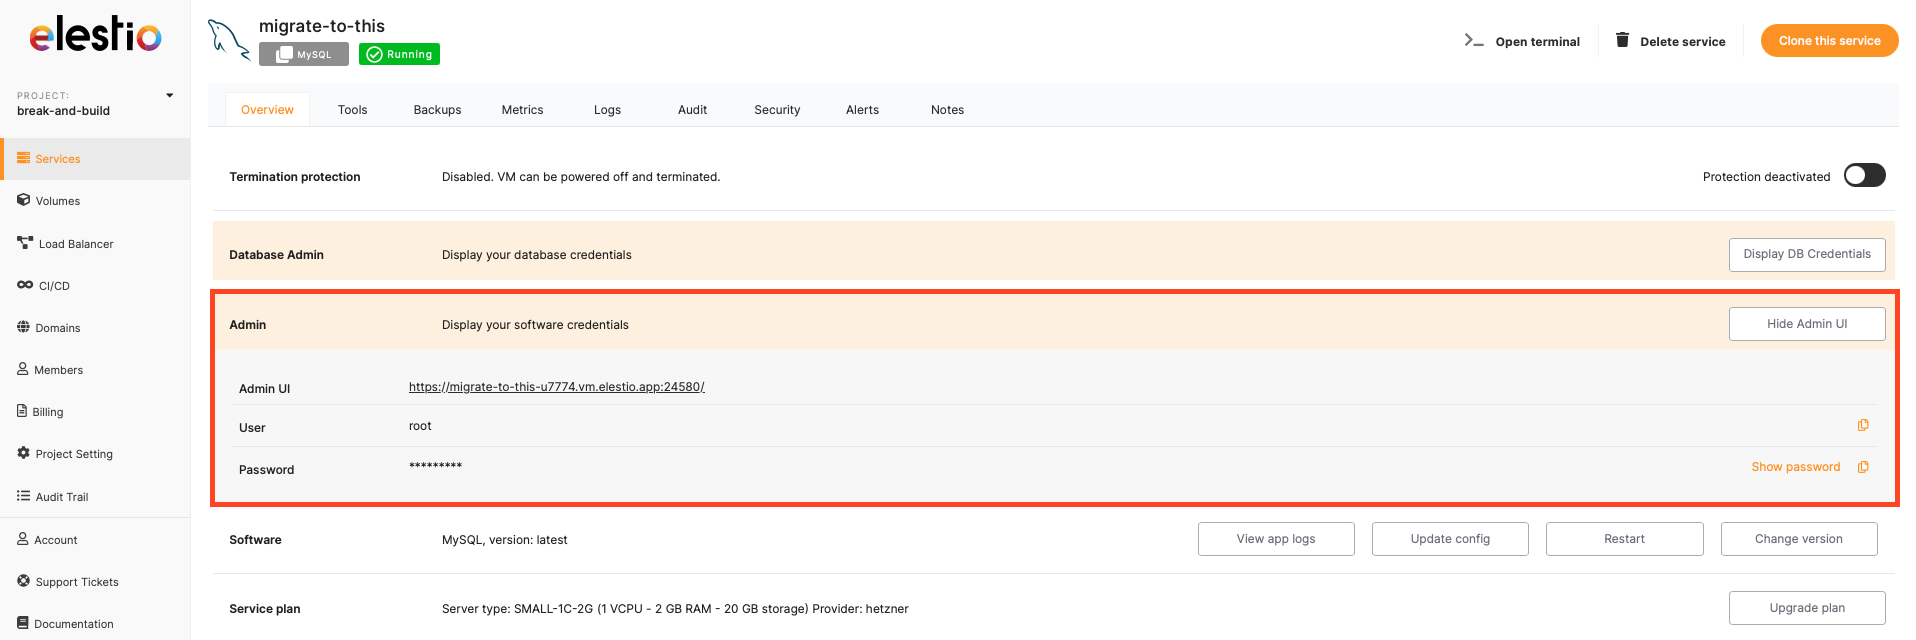 elestio
PROJECT:
break-and-build
Services
Volumes
Load Balancer
CI/CD
Domains
Members
Billing
Project Setting
Audit Trail
Account
Support Tickets
Documentation
migrate-to-this
MySQL
Running
Open terminal
Delete service
Clone this service
Overview
Tools
Backups
Metrics
Logs
Audit
Security
Alerts
Notes
Termination protection
Disabled. VM can be powered off and terminated.
Protection deactivated
Database Admin
Display your database credentials
Display DB Credentials
Admin
Display your software credentials
Hide Admin UI
Admin UI
https://migrate-to-this-u7774.vm.elestio.app:24580/
User
root
Password
*********
Show password
Software
MySQL, version: latest
View app logs
Update config
Restart
Change version
Service plan
Server type: SMALL-1C-2G (1 VCPU - 2 GB RAM - 20 GB storage) Provider: hetzner
Upgrade plan